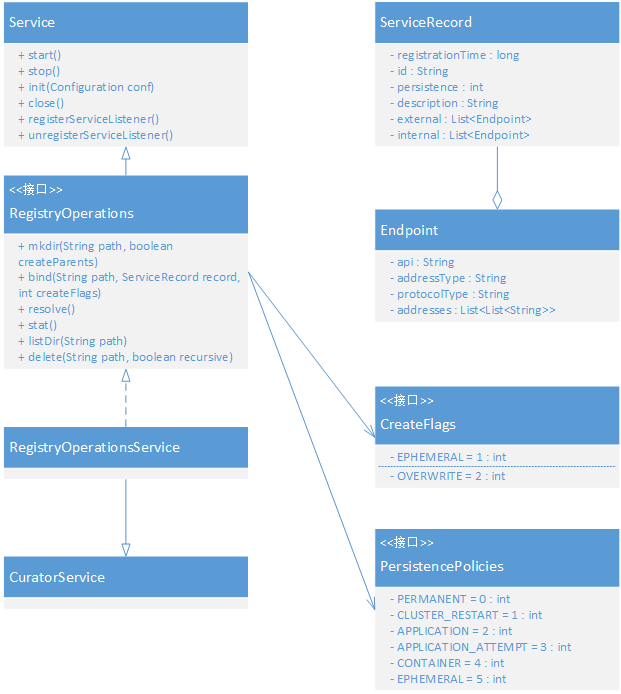 Service
+ start()
+ stop()
+ init(Configuration conf)
+ close()
+ registerServiceListener()
+ unregisterServiceListener()
<<接口>>
RegistryOperations
+ mkdir(String path, boolean
createParents)
+ bind(String path, ServiceRecord record,
int createFlags)
+ resolve()
+ stat()
+ listDir(String path)
+ delete(String path, boolean recursive)
RegistryOperationsService
CuratorService
ServiceRecord
- registrationTime : long
- id : String
- persistence : int
- description : String
- external : List<Endpoint>
- internal : List<Endpoint>
Endpoint
- api : String
- addressType : String
- protocolType : String
- addresses : List<List<String>>
<<接口>>
CreateFlags
- EPHEMERAL = 1 : int
- OVERWRITE = 2 : int
<<接口>>
PersistencePolicies
- PERMANENT = 0 : int
- CLUSTER_RESTART = 1 : int
- APPLICATION = 2 : int
- APPLICATION_ATTEMPT = 3 : int
- CONTAINER = 4 : int
- EPHEMERAL = 5 : int